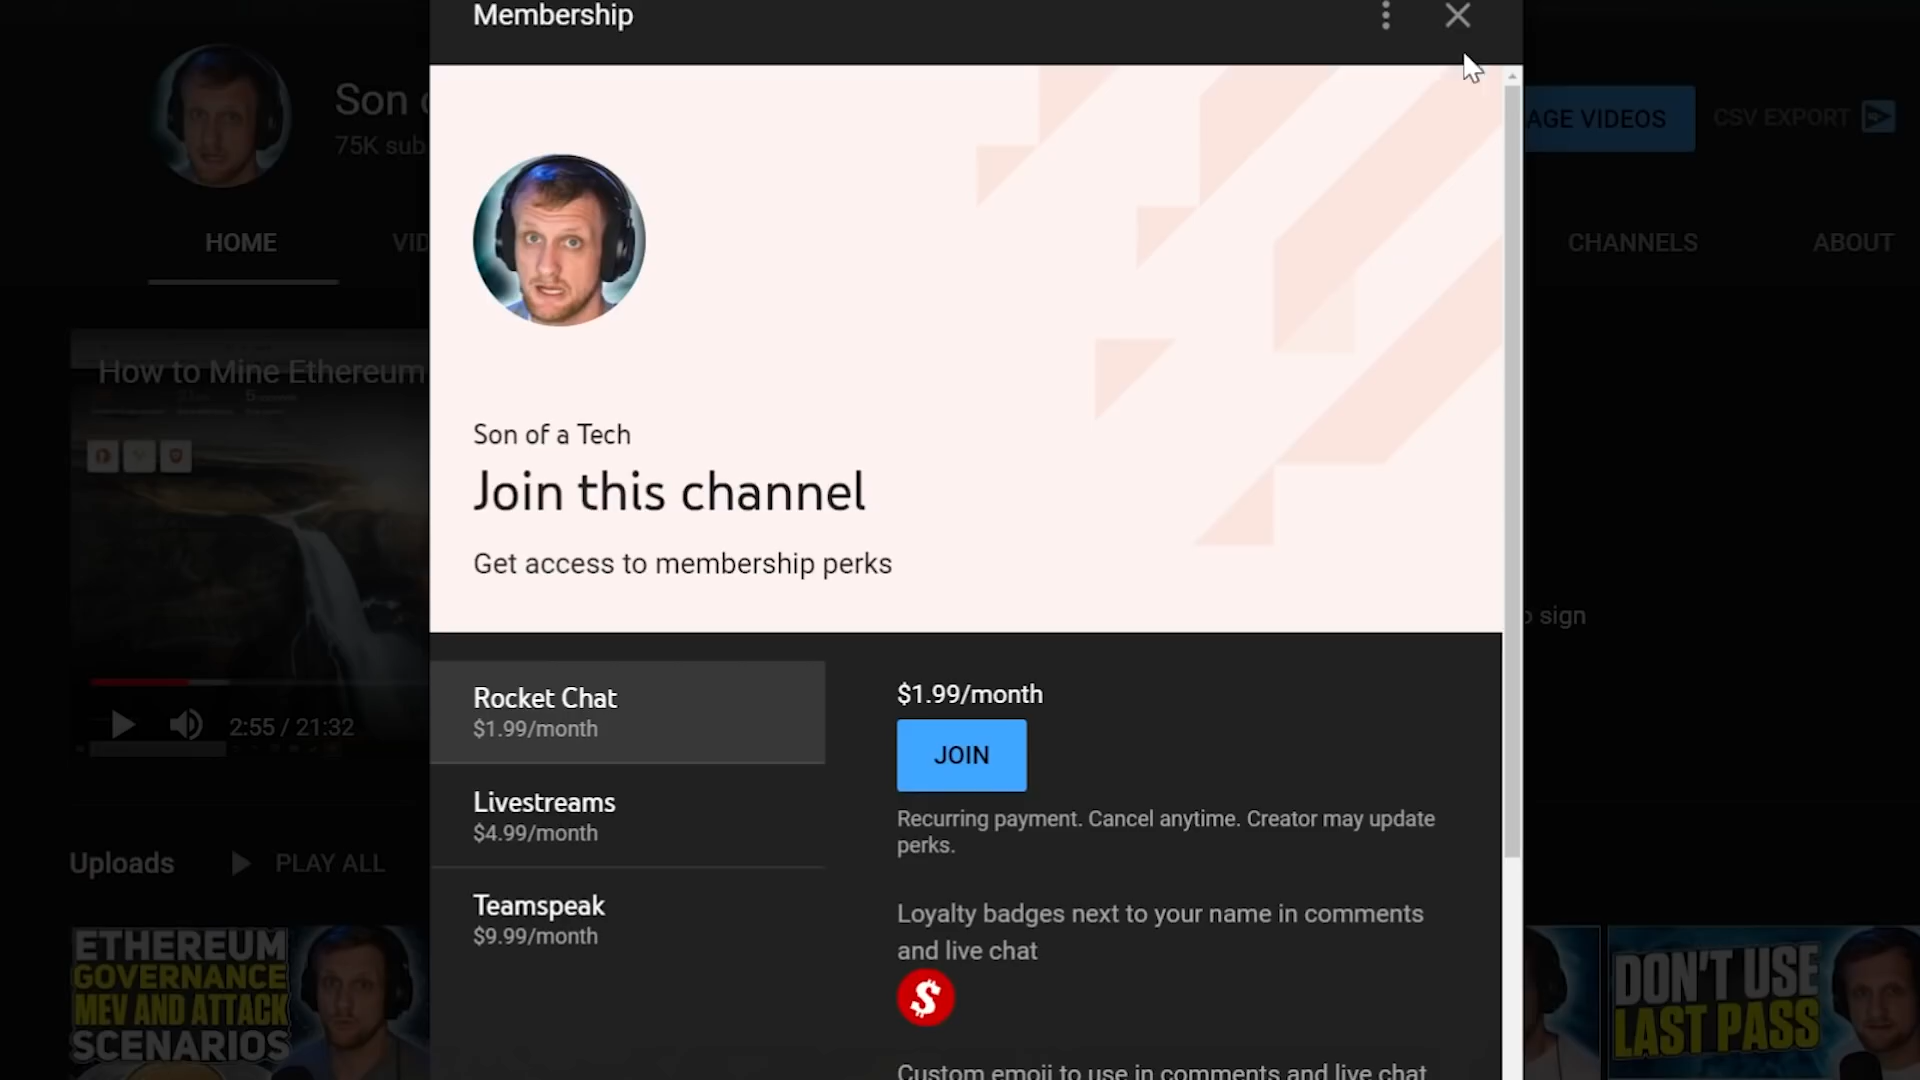 Membership
Son
75K sub
AGE VIDEOS
CSV EXPORT
HOME
VID
CHANNELS
ABOUT
How to Mine Ethereum
Son of a Tech
Join this channel
Get access to membership perks
sign
Rocket Chat
$1.99/month
$1.99/month
JOIN
2:55 / 21:32
Livestreams
$4.99/month
Recurring payment. Cancel anytime. Creator may update
perks.
Uploads
PLAY ALL
Teamspeak
$9.99/month
Loyalty badges next to your name in comments
and live chat
$
ETHEREUM
GOVERNANCE
MEV AND ATTACK
SCENARIOS
DON'T USE
LAST PASS
Custom emoji to use in comments and live chat